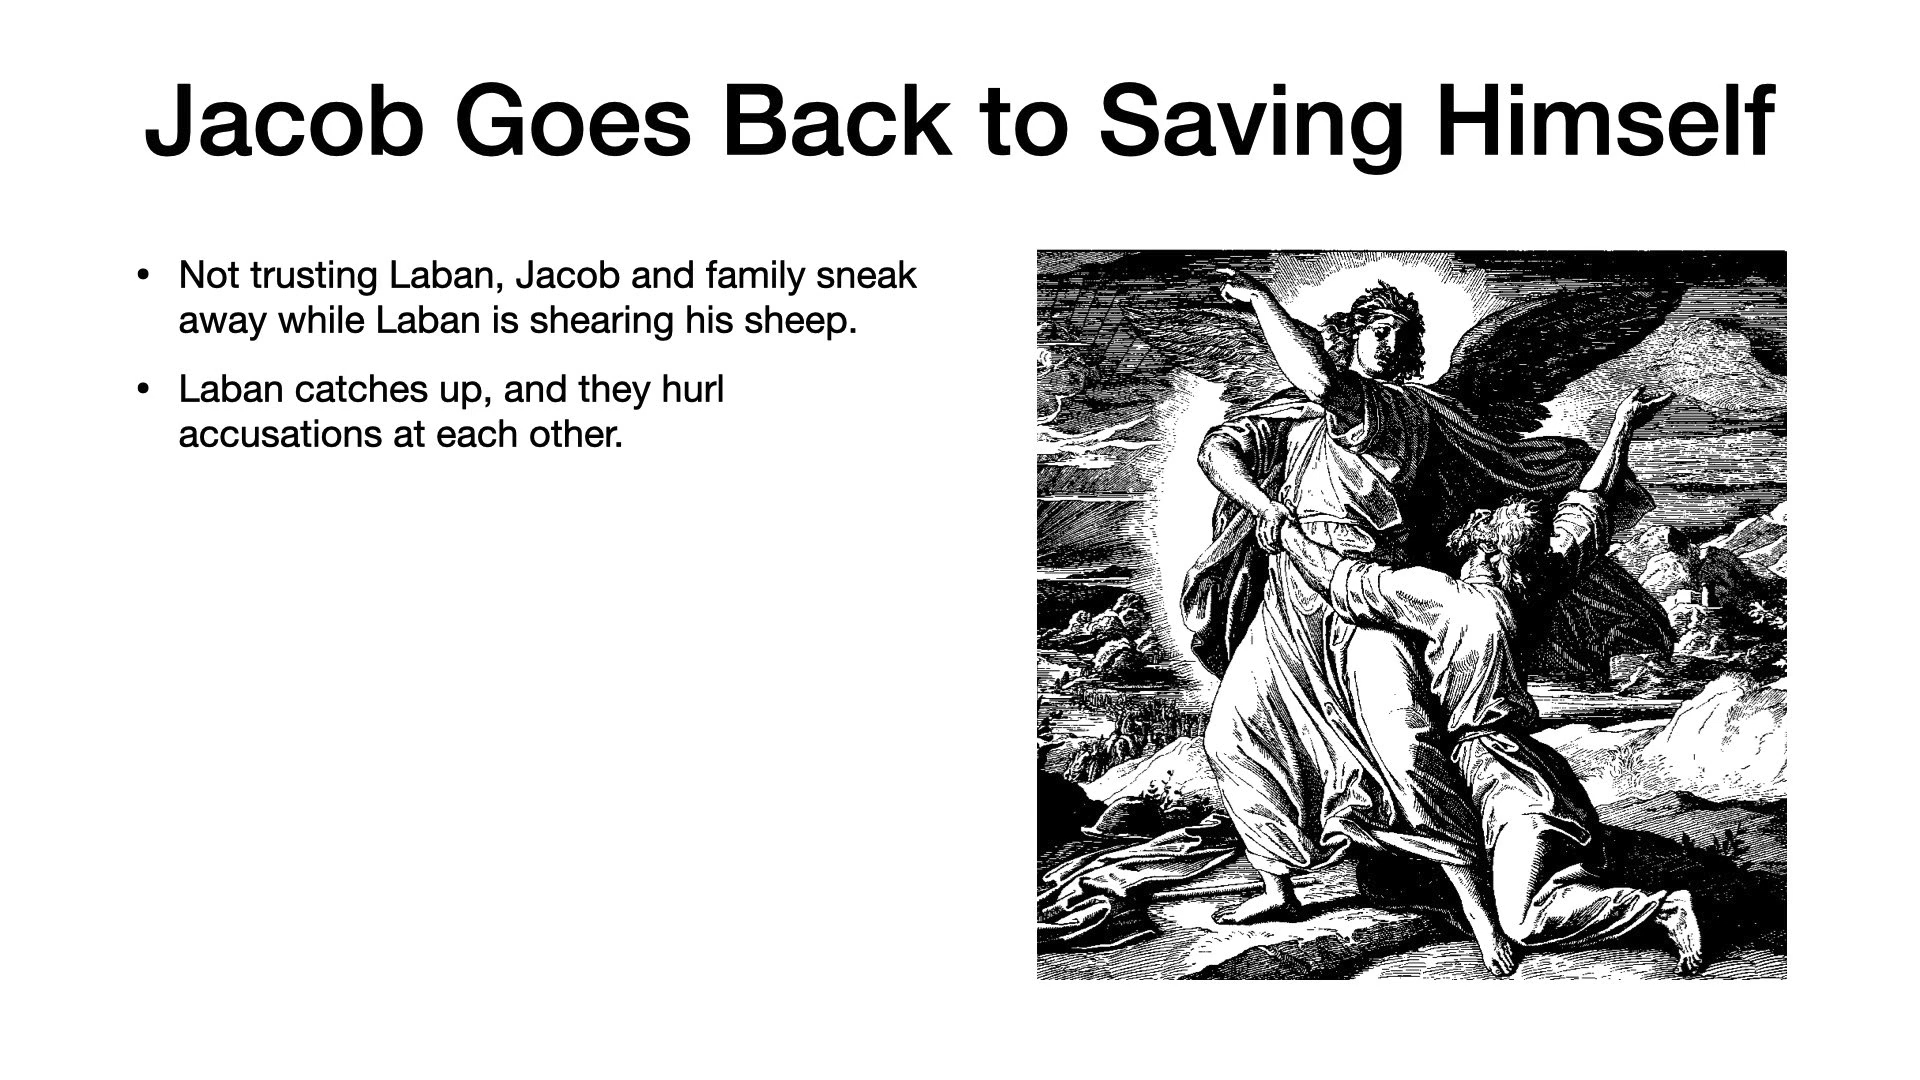 Jacob Goes Back to Saving Himself
• Not trusting Laban, Jacob and family sneak
away while Laban is shearing his sheep.
• Laban catches up, and they hurl
accusations at each other.